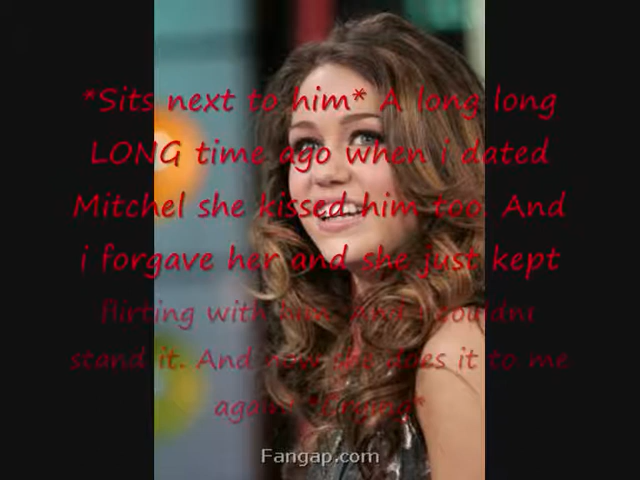 *Sits next to him* A long long
LONG time ago when i dated
Mitchel she kissed him too. And
i forgave her and she just kept
flirting with him. And i couldnt
stand it. And now she does it to me
again! *Crying*
Fangap.com